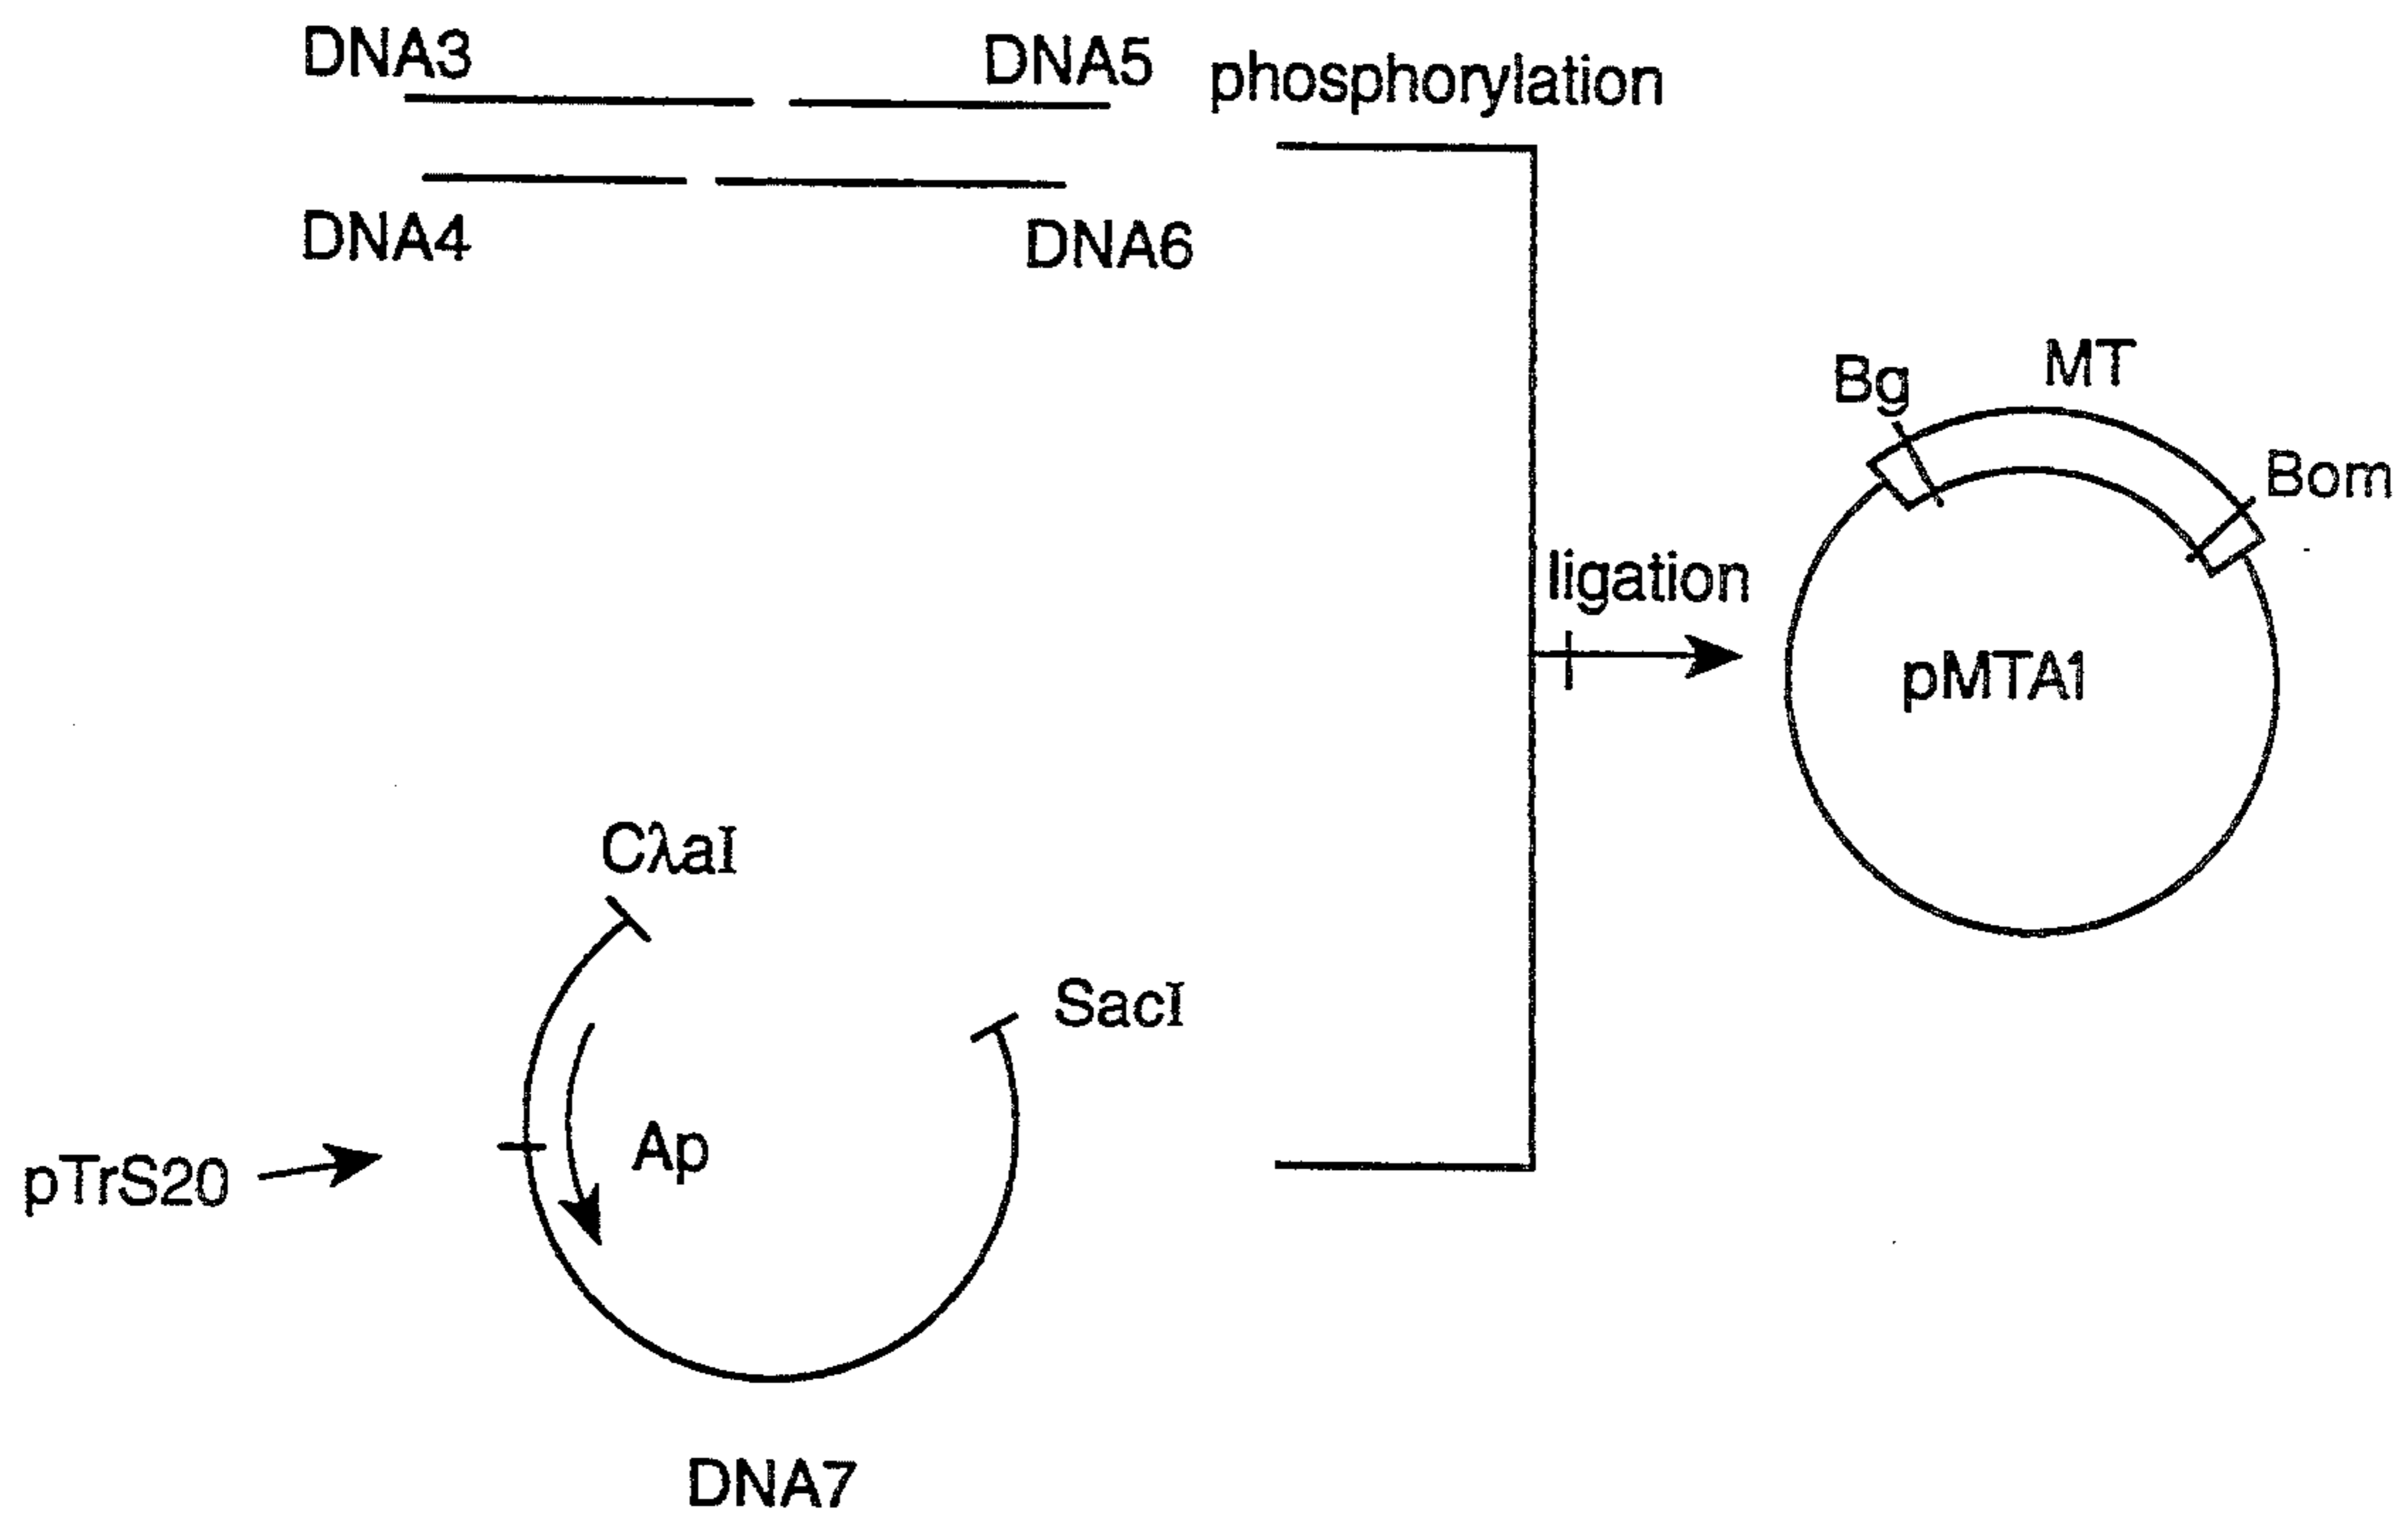 DNA3
DNA5
phosphorylation
DNA4
DNA6
MT
Bg
Bom
ligation
pMTA1
CλaI
SacI
Ap
pTrS20
DNA7